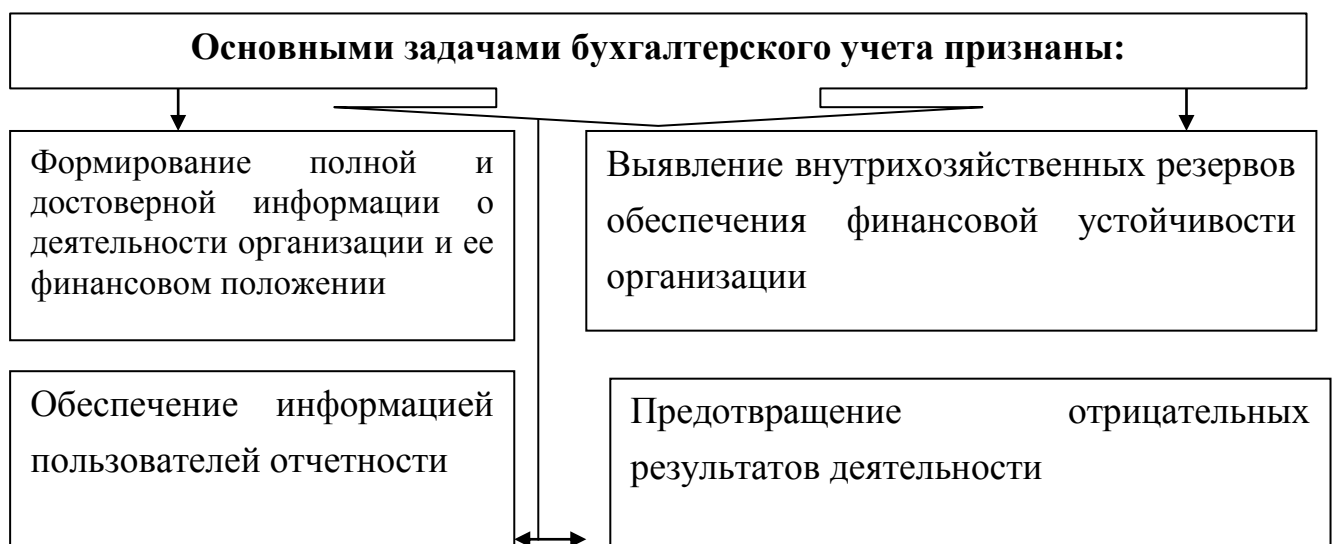 Основными задачами бухгалтерского учета признаны:
Формирование полной и
достоверной информации о
деятельности организации и ее
финансовом положении
Выявление внутрихозяйственных резервов
обеспечения финансовой устойчивости
организации
Обеспечение информацией
пользователей отчетности
Предотвращение отрицательных
результатов деятельности